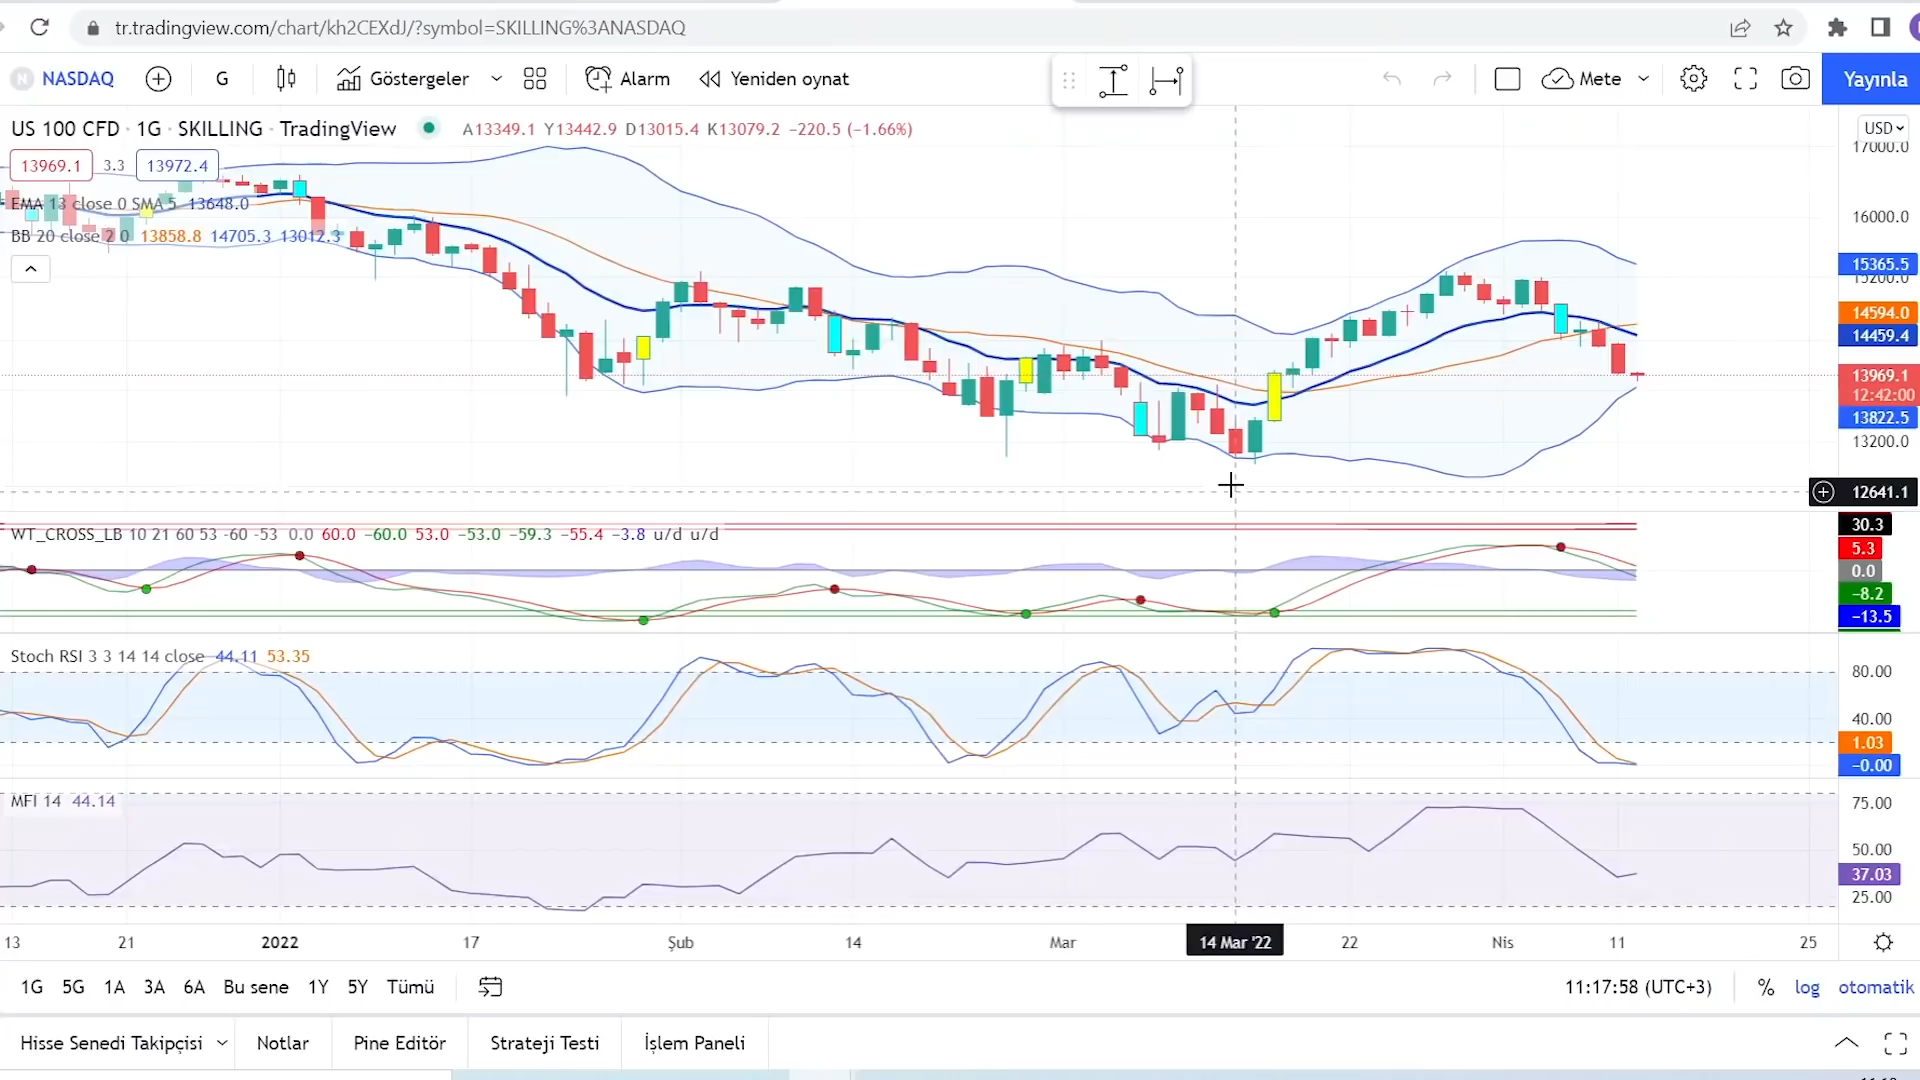 tr.tradingview.com/chart/kh2CEXdJ/?symbol=SKILLING%3ANASDAQ
N NASDAQ G Göstergeler Alarm Yeniden oynat Mete Yayınla
US 100 CFD · 1G · SKILLING · TradingView A13349.1 Y13442.9 D15015.4 K13079.2 −220.5 (−1.66%)
USD
17000.0
13969.1 3.3 13972.4
EMA 13 close 0 SMA 5 13648.0
16000.0
BB 20 close 2 0 13858.8 14705.3 13012.3
15365.5
15200.0
14594.0
14459.4
13969.1
12:42:00
13822.5
13200.0
12641.1
WT_CROSS_LB 10 21 60 53 -60 -53 0.0 60.0 −60.0 53.0 −53.0 −59.3 −55.4 −3.8 u/d u/d
30.3
5.3
0.0
−8.2
−13.5
Stoch RSI 3 3 14 14 close 44.11 53.35
80.00
40.00
1.03
−0.00
MFI 14 44.14
75.00
50.00
37.03
25.00
13 21 2022 17 Şub 14 Mar 14 Mar '22 22 Nis 11 25
1G 5G 1A 3A 6A Bu sene 1Y 5Y Tümü 11:17:58 (UTC+3) % log otomatik
Hisse Senedi Takipçisi Notlar Pine Editör Strateji Testi İşlem Paneli